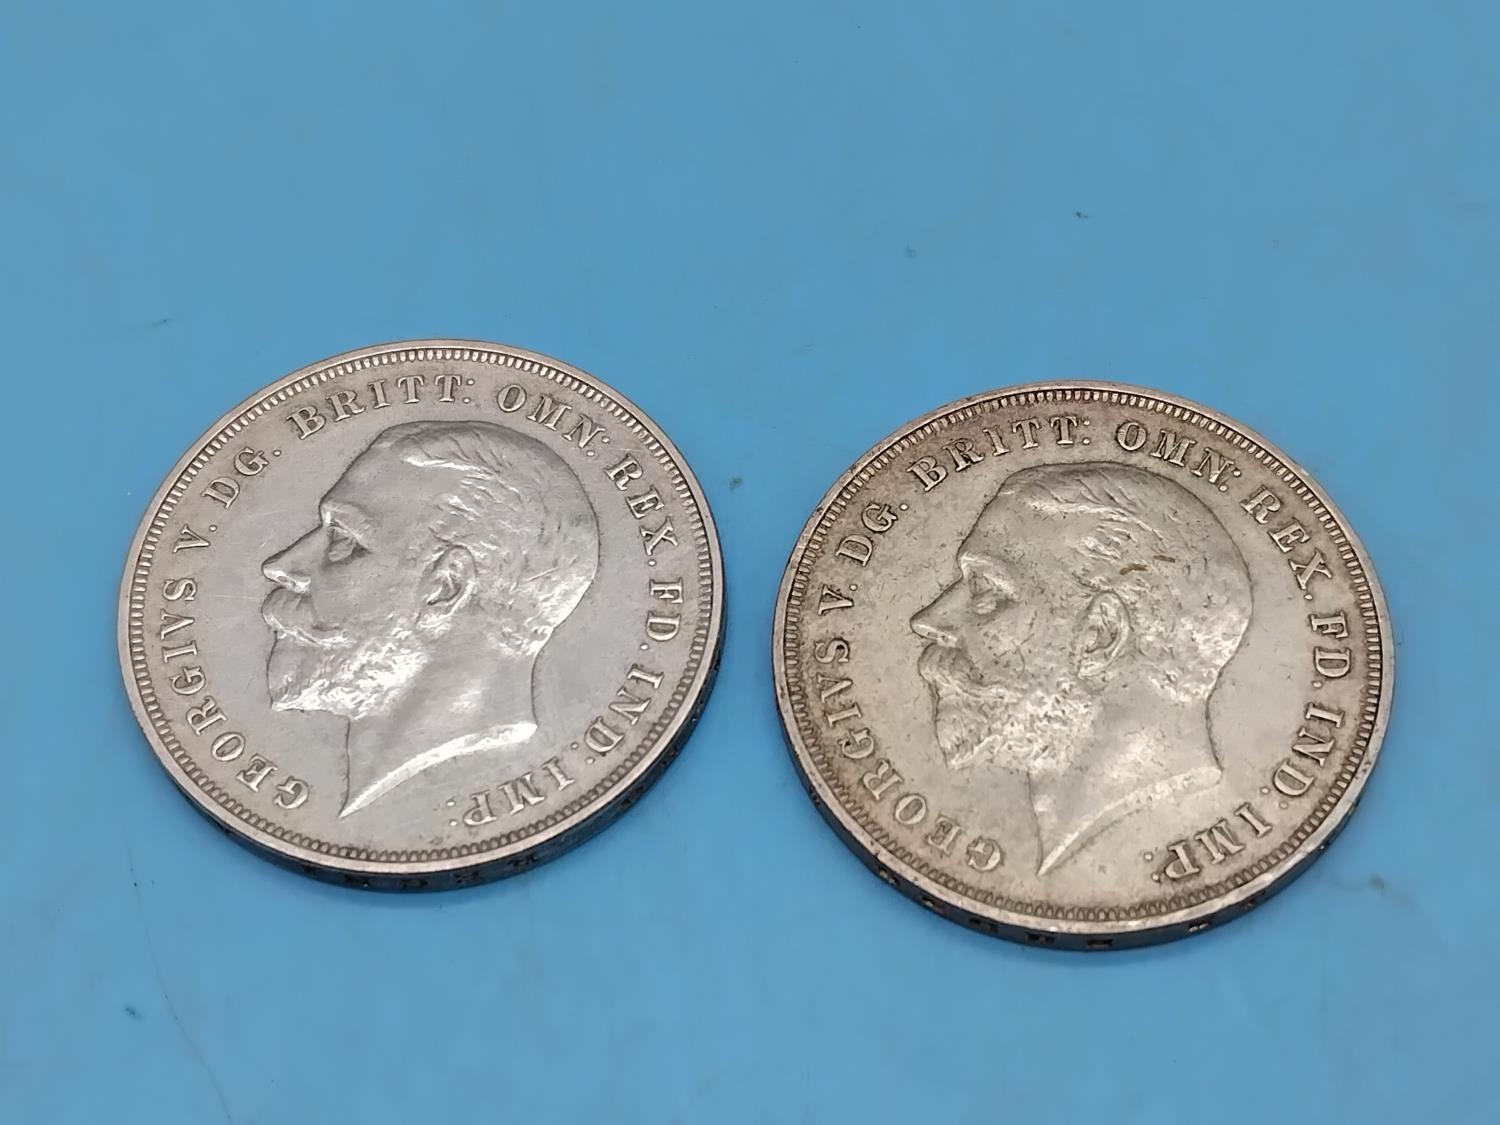 GEORGIVS V. DG. BRITT: OMN: REX. FD. IND: IMP:
GEORGIVS V. DG. BRITT: OMN: REX. FD. IND: IMP: